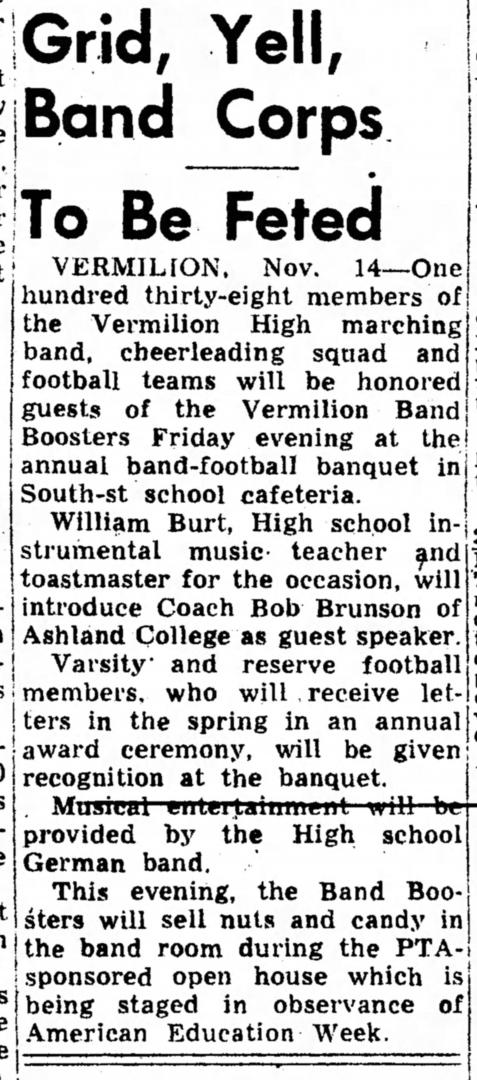 Grid, Yell,
Band Corps
To Be Feted
VERMILION, Nov. 14—One
hundred thirty-eight members of
the Vermilion High marching
band, cheerleading squad and
football teams will be honored
guests of the Vermilion Band
Boosters Friday evening at the
annual band-football banquet in
South-st school cafeteria.
William Burt, High school in-
strumental music teacher and
toastmaster for the occasion, will
introduce Coach Bob Brunson of
Ashland College as guest speaker.
Varsity and reserve football
members, who will receive let-
ters in the spring in an annual
award ceremony, will be given
recognition at the banquet.
Musical entertainment will be
provided by the High school
German band.
This evening, the Band Boo-
sters will sell nuts and candy in
the band room during the PTA-
sponsored open house which is
being staged in observance of
American Education Week.